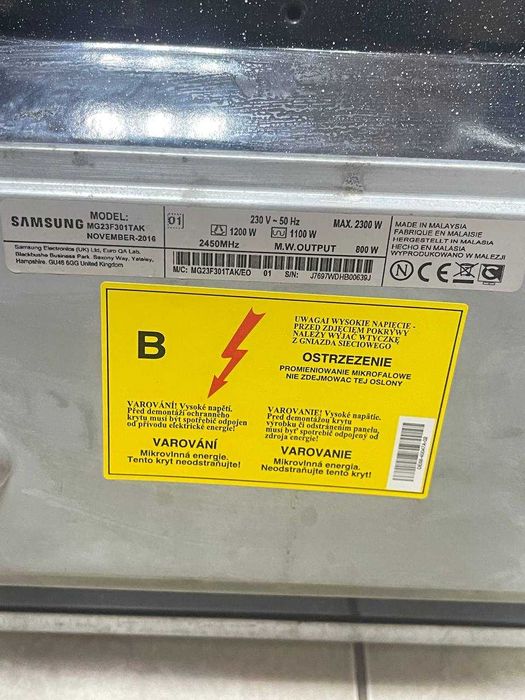 SAMSUNG
MODEL:
MG23F301TAK
NOVEMBER-2016
Samsung Electronics (UK) Ltd, Euro QA Lab.
Blackbushe Business Park. Saxony Way, Yateley,
Hampshire. GU46 6GG United Kingdom
01
230 V ~ 50 Hz MAX. 2300 W
1200 W 1100 W
2450MHz M.W.OUTPUT 800 W
M/C: MG23F301TAK/EO 01 S/N: J7697WDHB00639J
MADE IN MALAYSIA
FABRIQUE EN MALAISIE
HERGESTELLT IN MALASIA
HECHO EN MALASIA
WYPRODUKOWANO W MALEZJI
N CE
B
UWAGA! WYSOKIE NAPIĘCIE -
PRZED ZDJĘCIEM POKRYWY
NALEŻY WYJĄĆ WTYCZKĘ
Z GNIAZDA SIECIOWEGO
OSTRZEZENIE
PROMIENIOWANIE MIKROFALOWE
NIE ZDEJMOWAC TEJ OSLONY
VAROVÁNÍ! Vysoké napětí.
Před demontáží ochranného
krytu musí být spotřebič odpojen
od přívodu elektrické energie!
VAROVÁNÍ
Mikrovlnná energie.
Tento kryt neodstraňujte!
VAROVANIE! Vysoké napätie.
Pred demontážou krytu
výrobku či odstránením panelu,
musí byť spotrebič odpojený od
zdroja energie!
VAROVANIE
Mikrovlnná energia.
Neodstraňujte tento kryt!